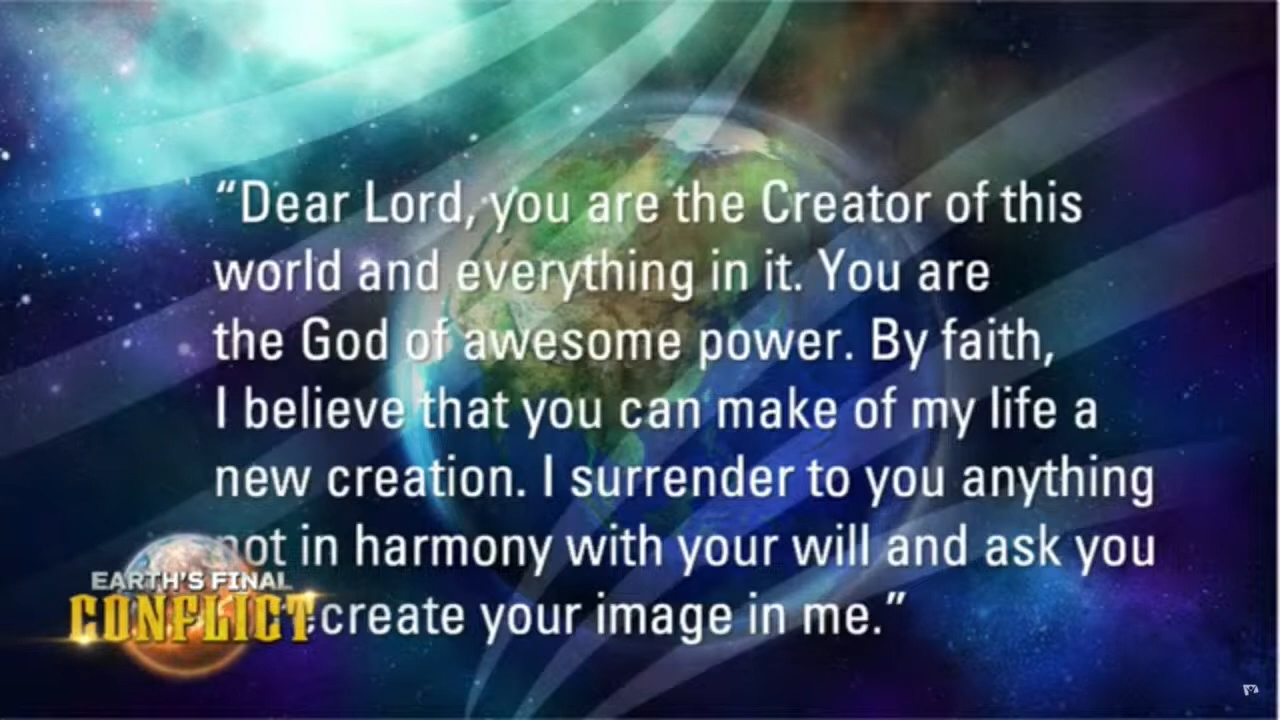 “Dear Lord, you are the Creator of this
world and everything in it. You are
the God of awesome power. By faith,
I believe that you can make of my life a
new creation. I surrender to you anything
not in harmony with your will and ask you
create your image in me.”
EARTH'S FINAL
CONFLICT